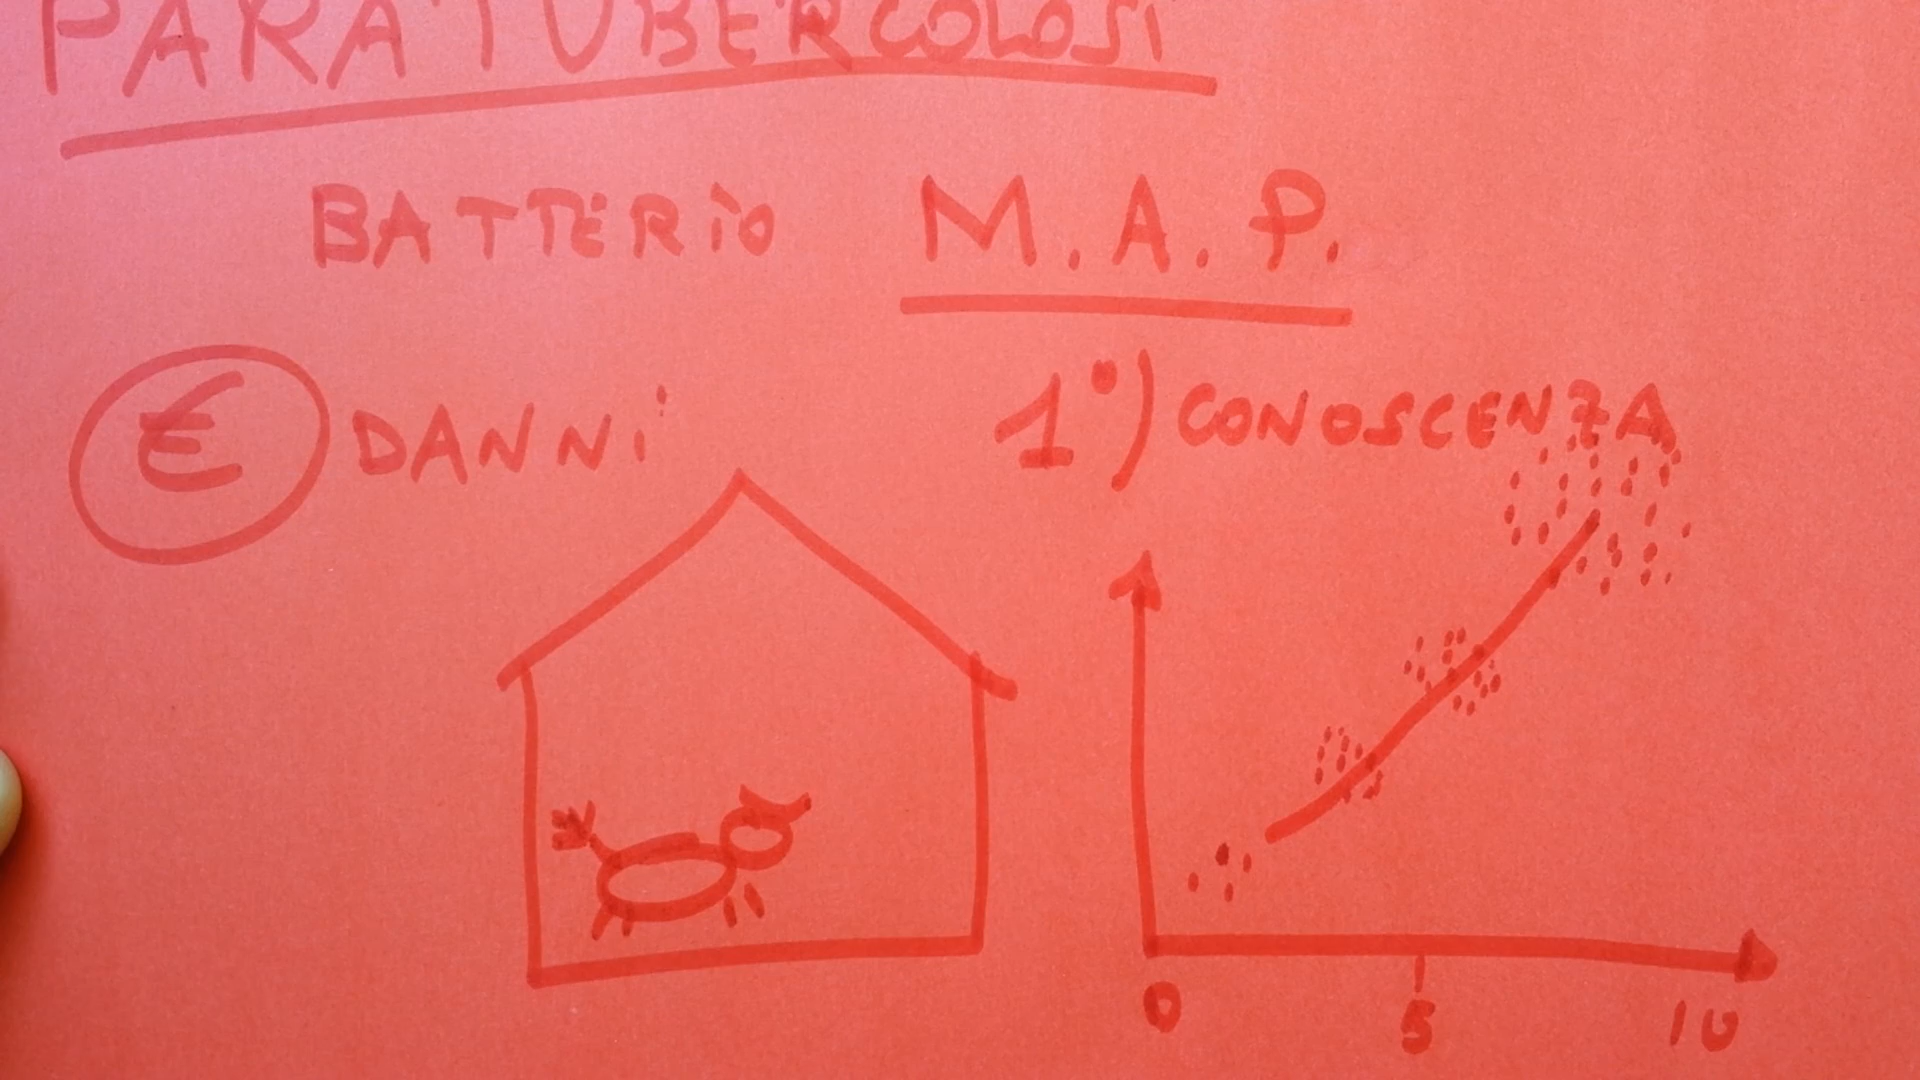 PARATUBERCOLOSI
BATTERIO M.A.P.
€ DANNI
1°) CONOSCENZA
0 5 10